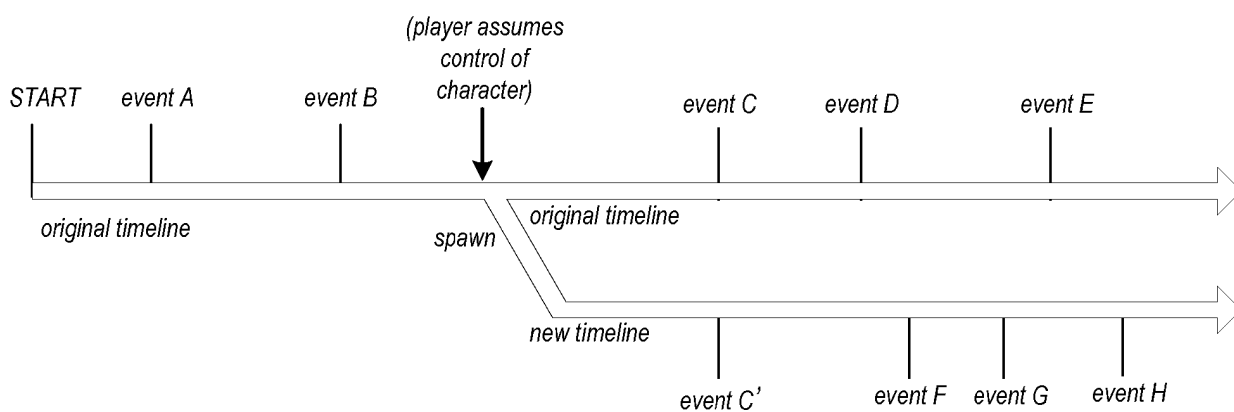 (player assumes
control of
character)
START
event A
event B
event C
event D
event E
original timeline
spawn
original timeline
new timeline
event C'
event F
event G
event H